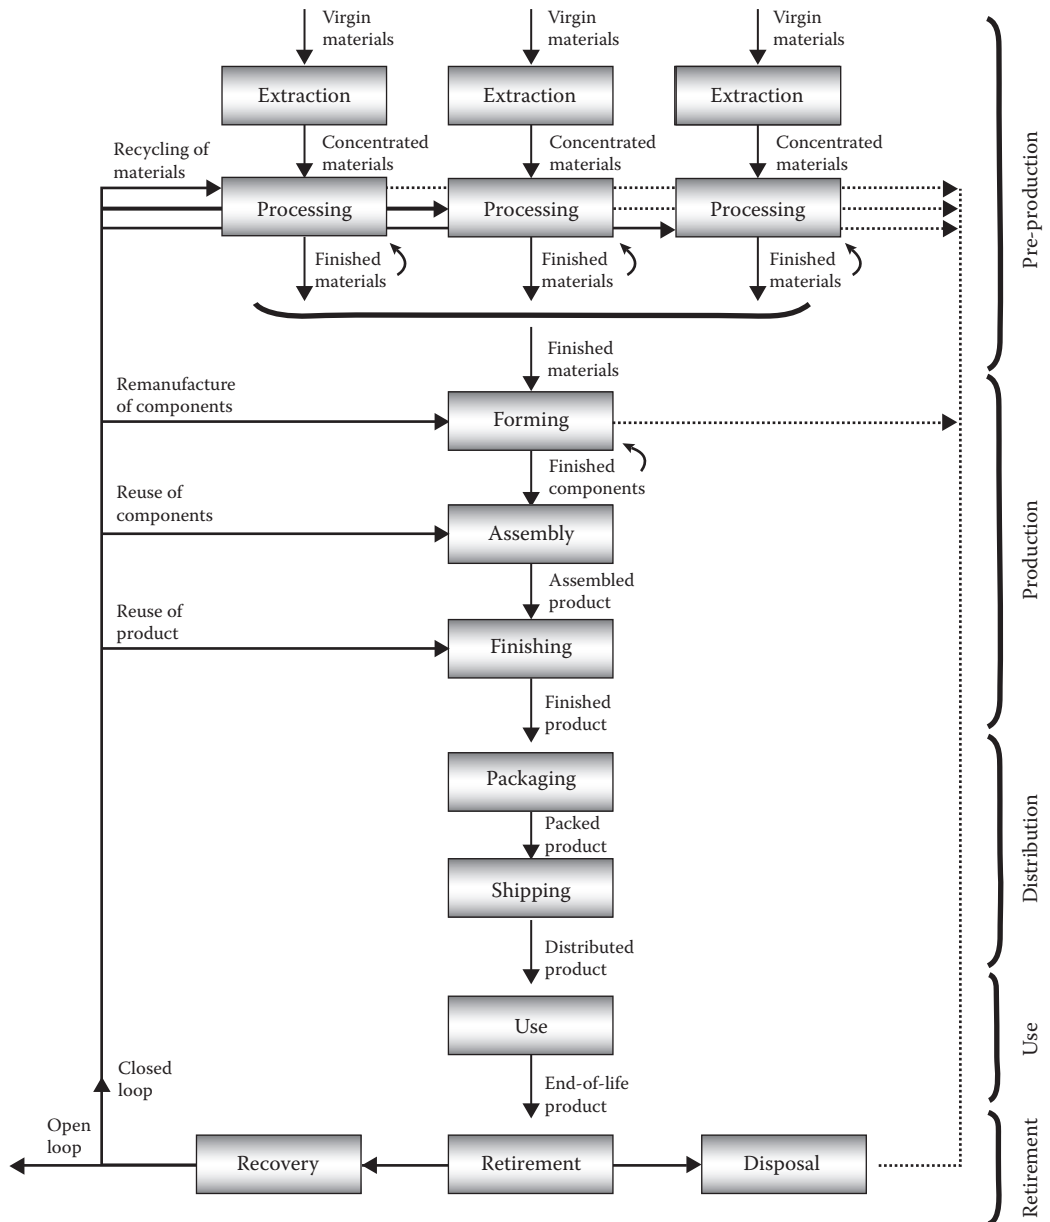 Virgin
materials
Virgin
materials
Virgin
materials
Extraction
Extraction
Extraction
Concentrated
materials
Concentrated
materials
Concentrated
materials
Recycling of
materials
Processing
Processing
Processing
Finished
materials
Finished
materials
Finished
materials
Pre-production
Finished
materials
Remanufacture
of components
Forming
Finished
components
Reuse of
components
Assembly
Assembled
product
Production
Reuse of
product
Finishing
Finished
product
Packaging
Packed
product
Shipping
Distribution
Distributed
product
Use
Use
End-of-life
product
Closed
loop
Open
loop
Recovery
Retirement
Disposal
Retirement